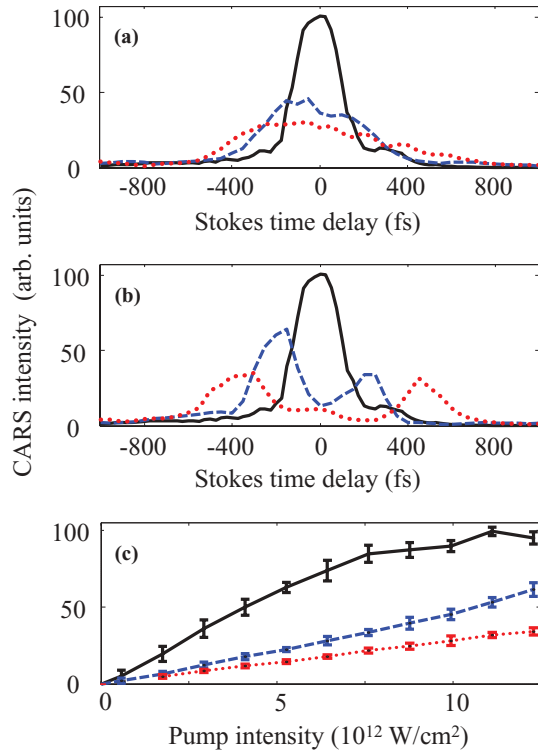 (a)
100
50
0
-800 -400 0 400 800
Stokes time delay (fs)
CARS intensity (arb. units)
(b)
100
50
0
-800 -400 0 400 800
Stokes time delay (fs)
(c)
100
50
0
0 5 10
Pump intensity (10¹² W/cm²)